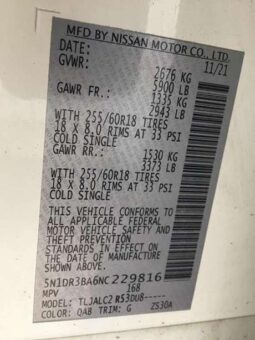 MFD BY NISSAN MOTOR CO., LTD.
DATE: 11/21
GVWR: 2676 KG
5900 LB
GAWR FR.: 1335 KG
2943 LB
WITH 255/60R18 TIRES
18 X 8.0 RIMS AT 33 PSI
COLD SINGLE
GAWR RR.: 1530 KG
3373 LB
WITH 255/60R18 TIRES
18 X 8.0 RIMS AT 33 PSI
COLD SINGLE
THIS VEHICLE CONFORMS TO
ALL APPLICABLE FEDERAL
MOTOR VEHICLE SAFETY AND
THEFT PREVENTION
STANDARDS IN EFFECT ON
THE DATE OF MANUFACTURE
SHOWN ABOVE.
5N1DR3BA6NC229816
MPV 168
MODEL: TLJALC2 R53DU8-----
COLOR: QAB TRIM: G ZS30A